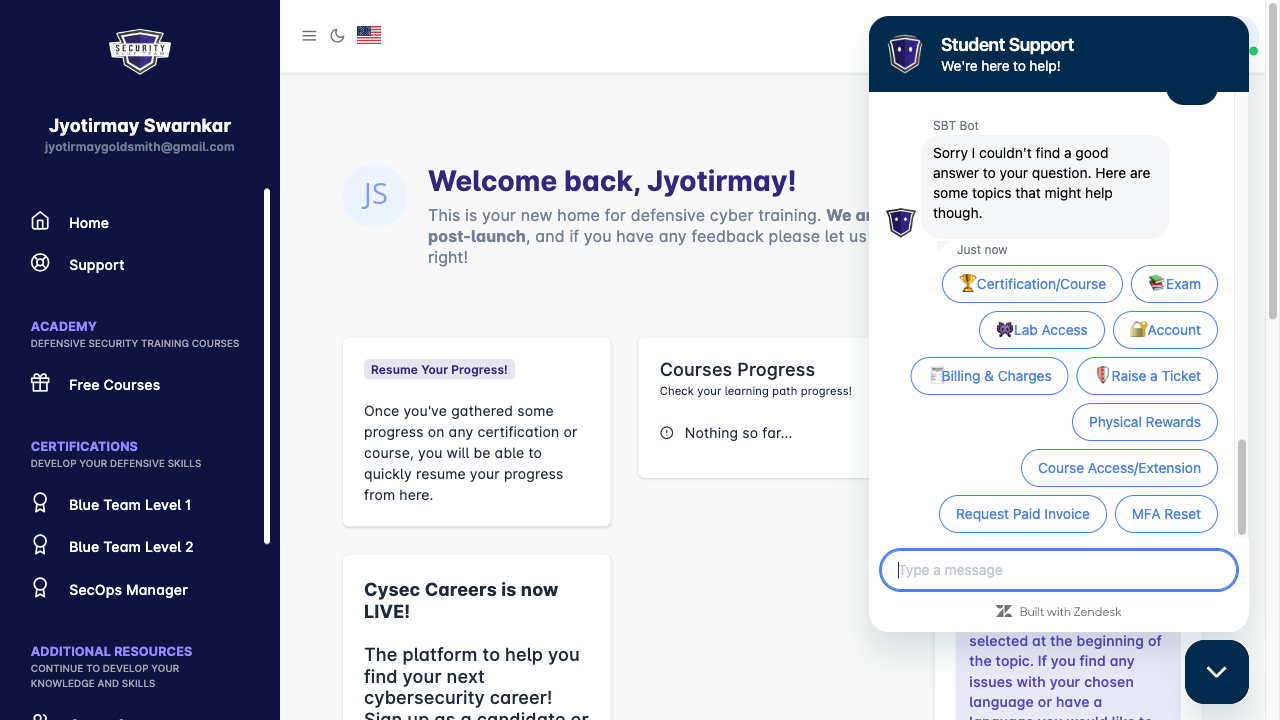 SECURITY
BLUE TEAM
Jyotirmay Swarnkar
jyotirmaygoldsmith@gmail.com
Home
Support
ACADEMY
DEFENSIVE SECURITY TRAINING COURSES
Free Courses
CERTIFICATIONS
DEVELOP YOUR DEFENSIVE SKILLS
Blue Team Level 1
Blue Team Level 2
SecOps Manager
ADDITIONAL RESOURCES
CONTINUE TO DEVELOP YOUR
KNOWLEDGE AND SKILLS
JS
Welcome back, Jyotirmay!
This is your new home for defensive cyber training. We
post-launch, and if you have any feedback please let us
right!
Resume Your Progress!
Once you've gathered some
progress on any certification or
course, you will be able to
quickly resume your progress
from here.
Courses Progress
Check your learning path progress!
Nothing so far...
Cysec Careers is now
LIVE!
The platform to help you
find your next
cybersecurity career!
Sign up as a candidate or
Student Support
We're here to help!
SBT Bot
Sorry I couldn't find a good
answer to your question. Here are
some topics that might help
though.
Just now
Certification/Course
Exam
Lab Access
Account
Billing & Charges
Raise a Ticket
Physical Rewards
Course Access/Extension
Request Paid Invoice
MFA Reset
Type a message
Built with Zendesk
selected at the beginning of
the topic. If you find any
issues with your chosen
language or have a
language you would like to